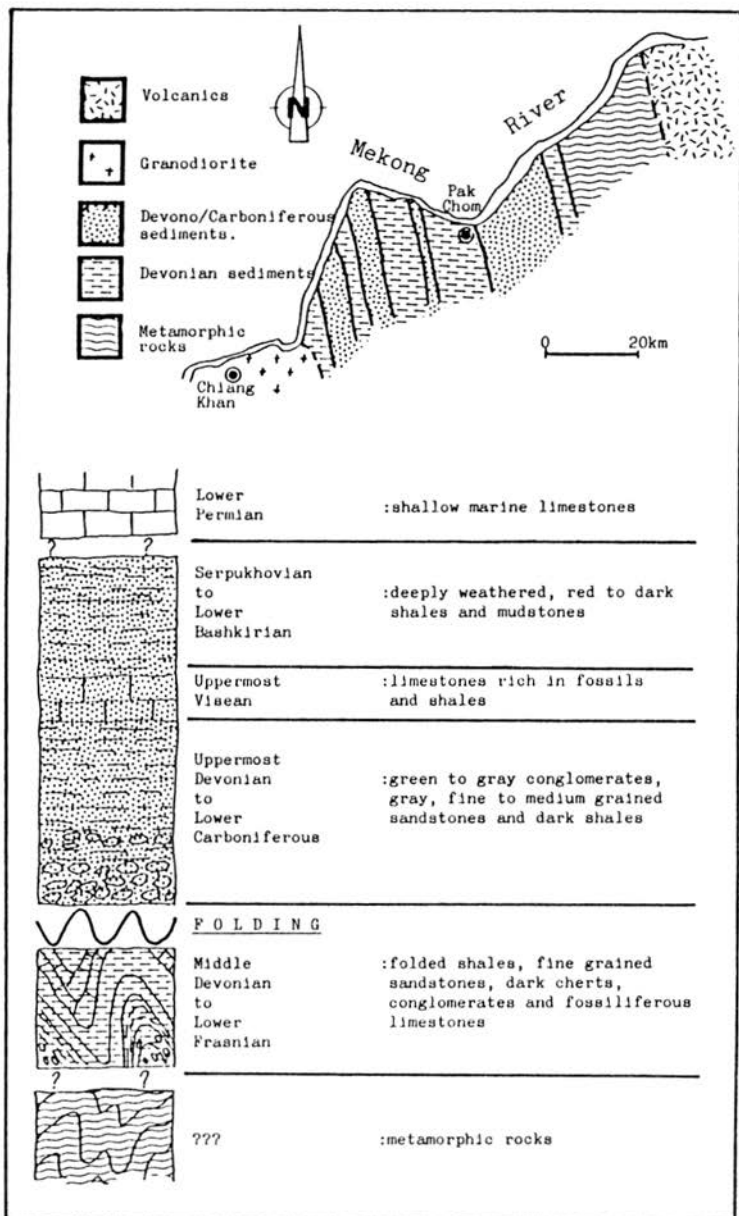 Volcanics
Granodiorite
Devono/Carboniferous
sediments.
Devonian sediments
Metamorphic
rocks
N
Mekong
River
Pak
Chom
Chiang
Khan
0 20km
Lower
Permian
:shallow marine limestones
? ?
Serpukhovian
to
Lower
Bashkirian
:deeply weathered, red to dark
shales and mudstones
Uppermost
Visean
:limestones rich in fossils
and shales
Uppermost
Devonian
to
Lower
Carboniferous
:green to gray conglomerates,
gray, fine to medium grained
sandstones and dark shales
FOLDING
Middle
Devonian
to
Lower
Frasnian
:folded shales, fine grained
sandstones, dark cherts,
conglomerates and fossiliferous
limestones
? ?
???
:metamorphic rocks